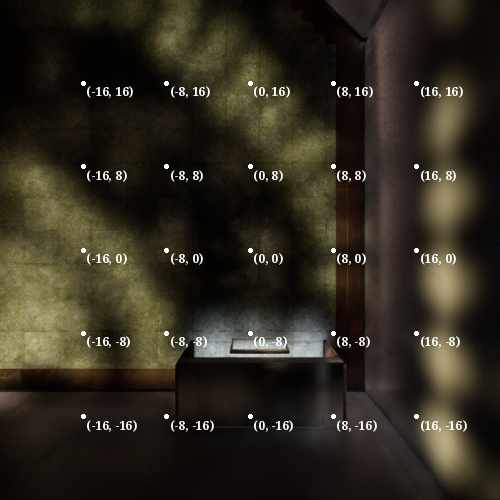 (-16, 16) (-8, 16) (0, 16) (8, 16) (16, 16)
(-16, 8) (-8, 8) (0, 8) (8, 8) (16, 8)
(-16, 0) (-8, 0) (0, 0) (8, 0) (16, 0)
(-16, -8) (-8, -8) (0, -8) (8, -8) (16, -8)
(-16, -16) (-8, -16) (0, -16) (8, -16) (16, -16)